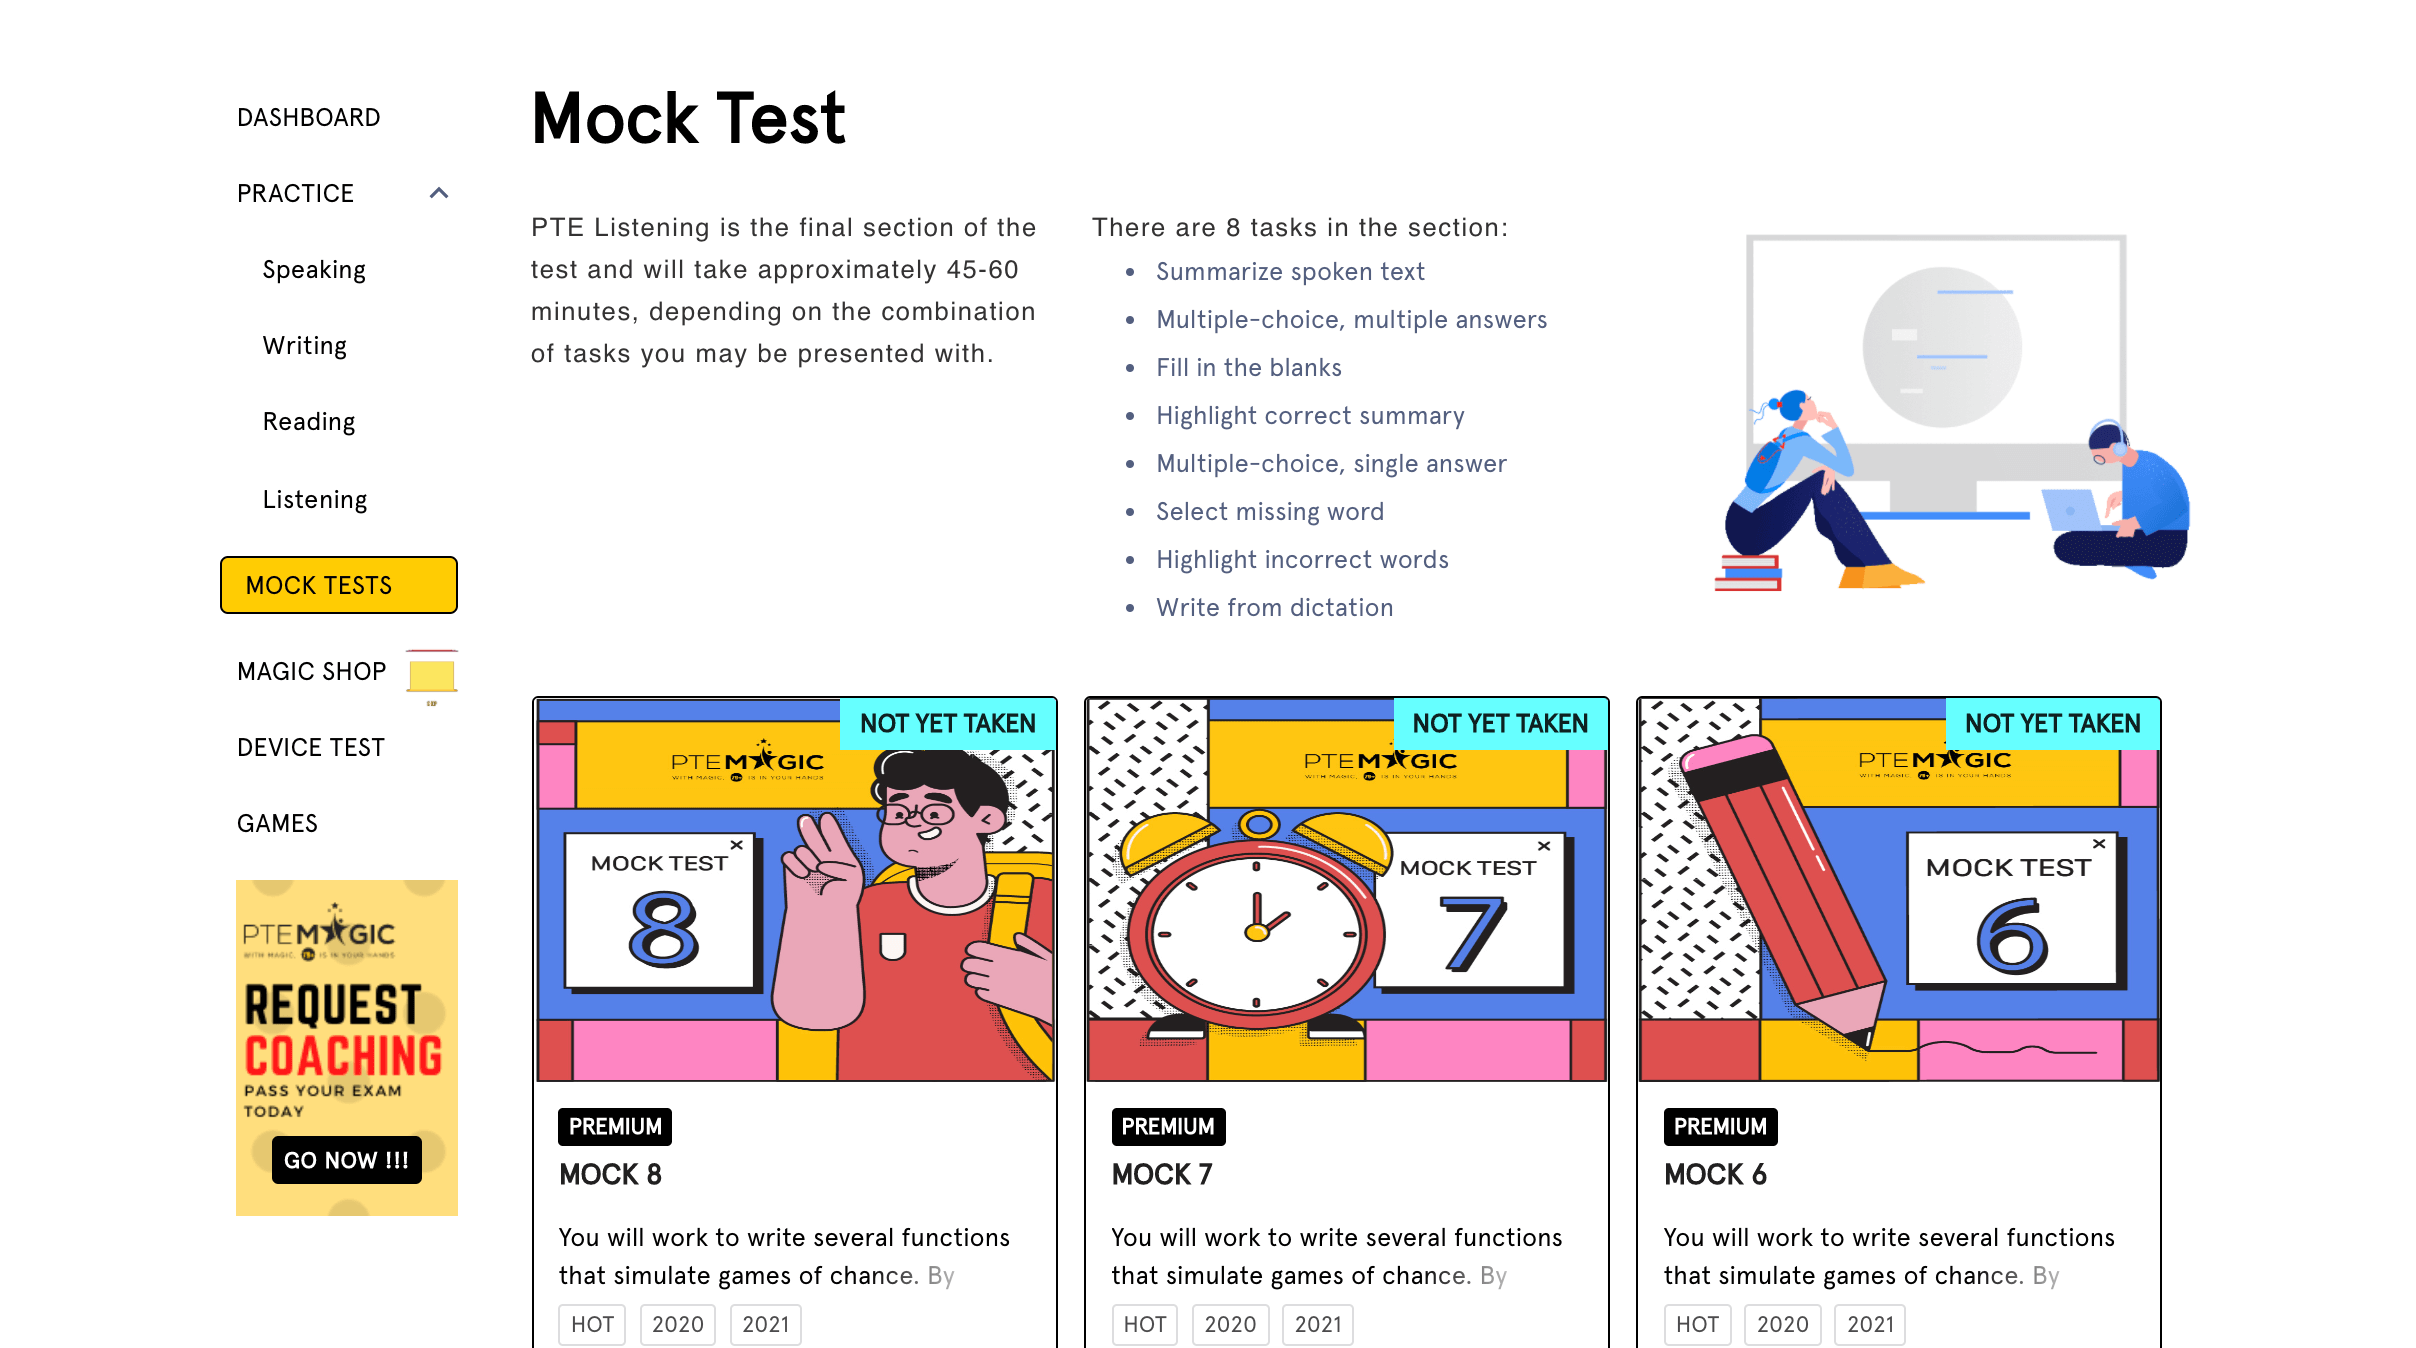 DASHBOARD
PRACTICE
Speaking
Writing
Reading
Listening
MOCK TESTS
MAGIC SHOP
DEVICE TEST
GAMES
PTE MAGIC
WITH MAGIC, 79+ IS IN YOUR HANDS
REQUEST
COACHING
PASS YOUR EXAM
TODAY
GO NOW !!!
Mock Test
PTE Listening is the final section of the
test and will take approximately 45-60
minutes, depending on the combination
of tasks you may be presented with.
There are 8 tasks in the section:
Summarize spoken text
Multiple-choice, multiple answers
Fill in the blanks
Highlight correct summary
Multiple-choice, single answer
Select missing word
Highlight incorrect words
Write from dictation
NOT YET TAKEN
PTE MAGIC
WITH MAGIC, 79+ IS IN YOUR HANDS
MOCK TEST
8
PREMIUM
MOCK 8
You will work to write several functions
that simulate games of chance. By
HOT 2020 2021
NOT YET TAKEN
PTE MAGIC
WITH MAGIC, 79+ IS IN YOUR HANDS
MOCK TEST
7
PREMIUM
MOCK 7
You will work to write several functions
that simulate games of chance. By
HOT 2020 2021
NOT YET TAKEN
PTE MAGIC
WITH MAGIC, 79+ IS IN YOUR HANDS
MOCK TEST
6
PREMIUM
MOCK 6
You will work to write several functions
that simulate games of chance. By
HOT 2020 2021